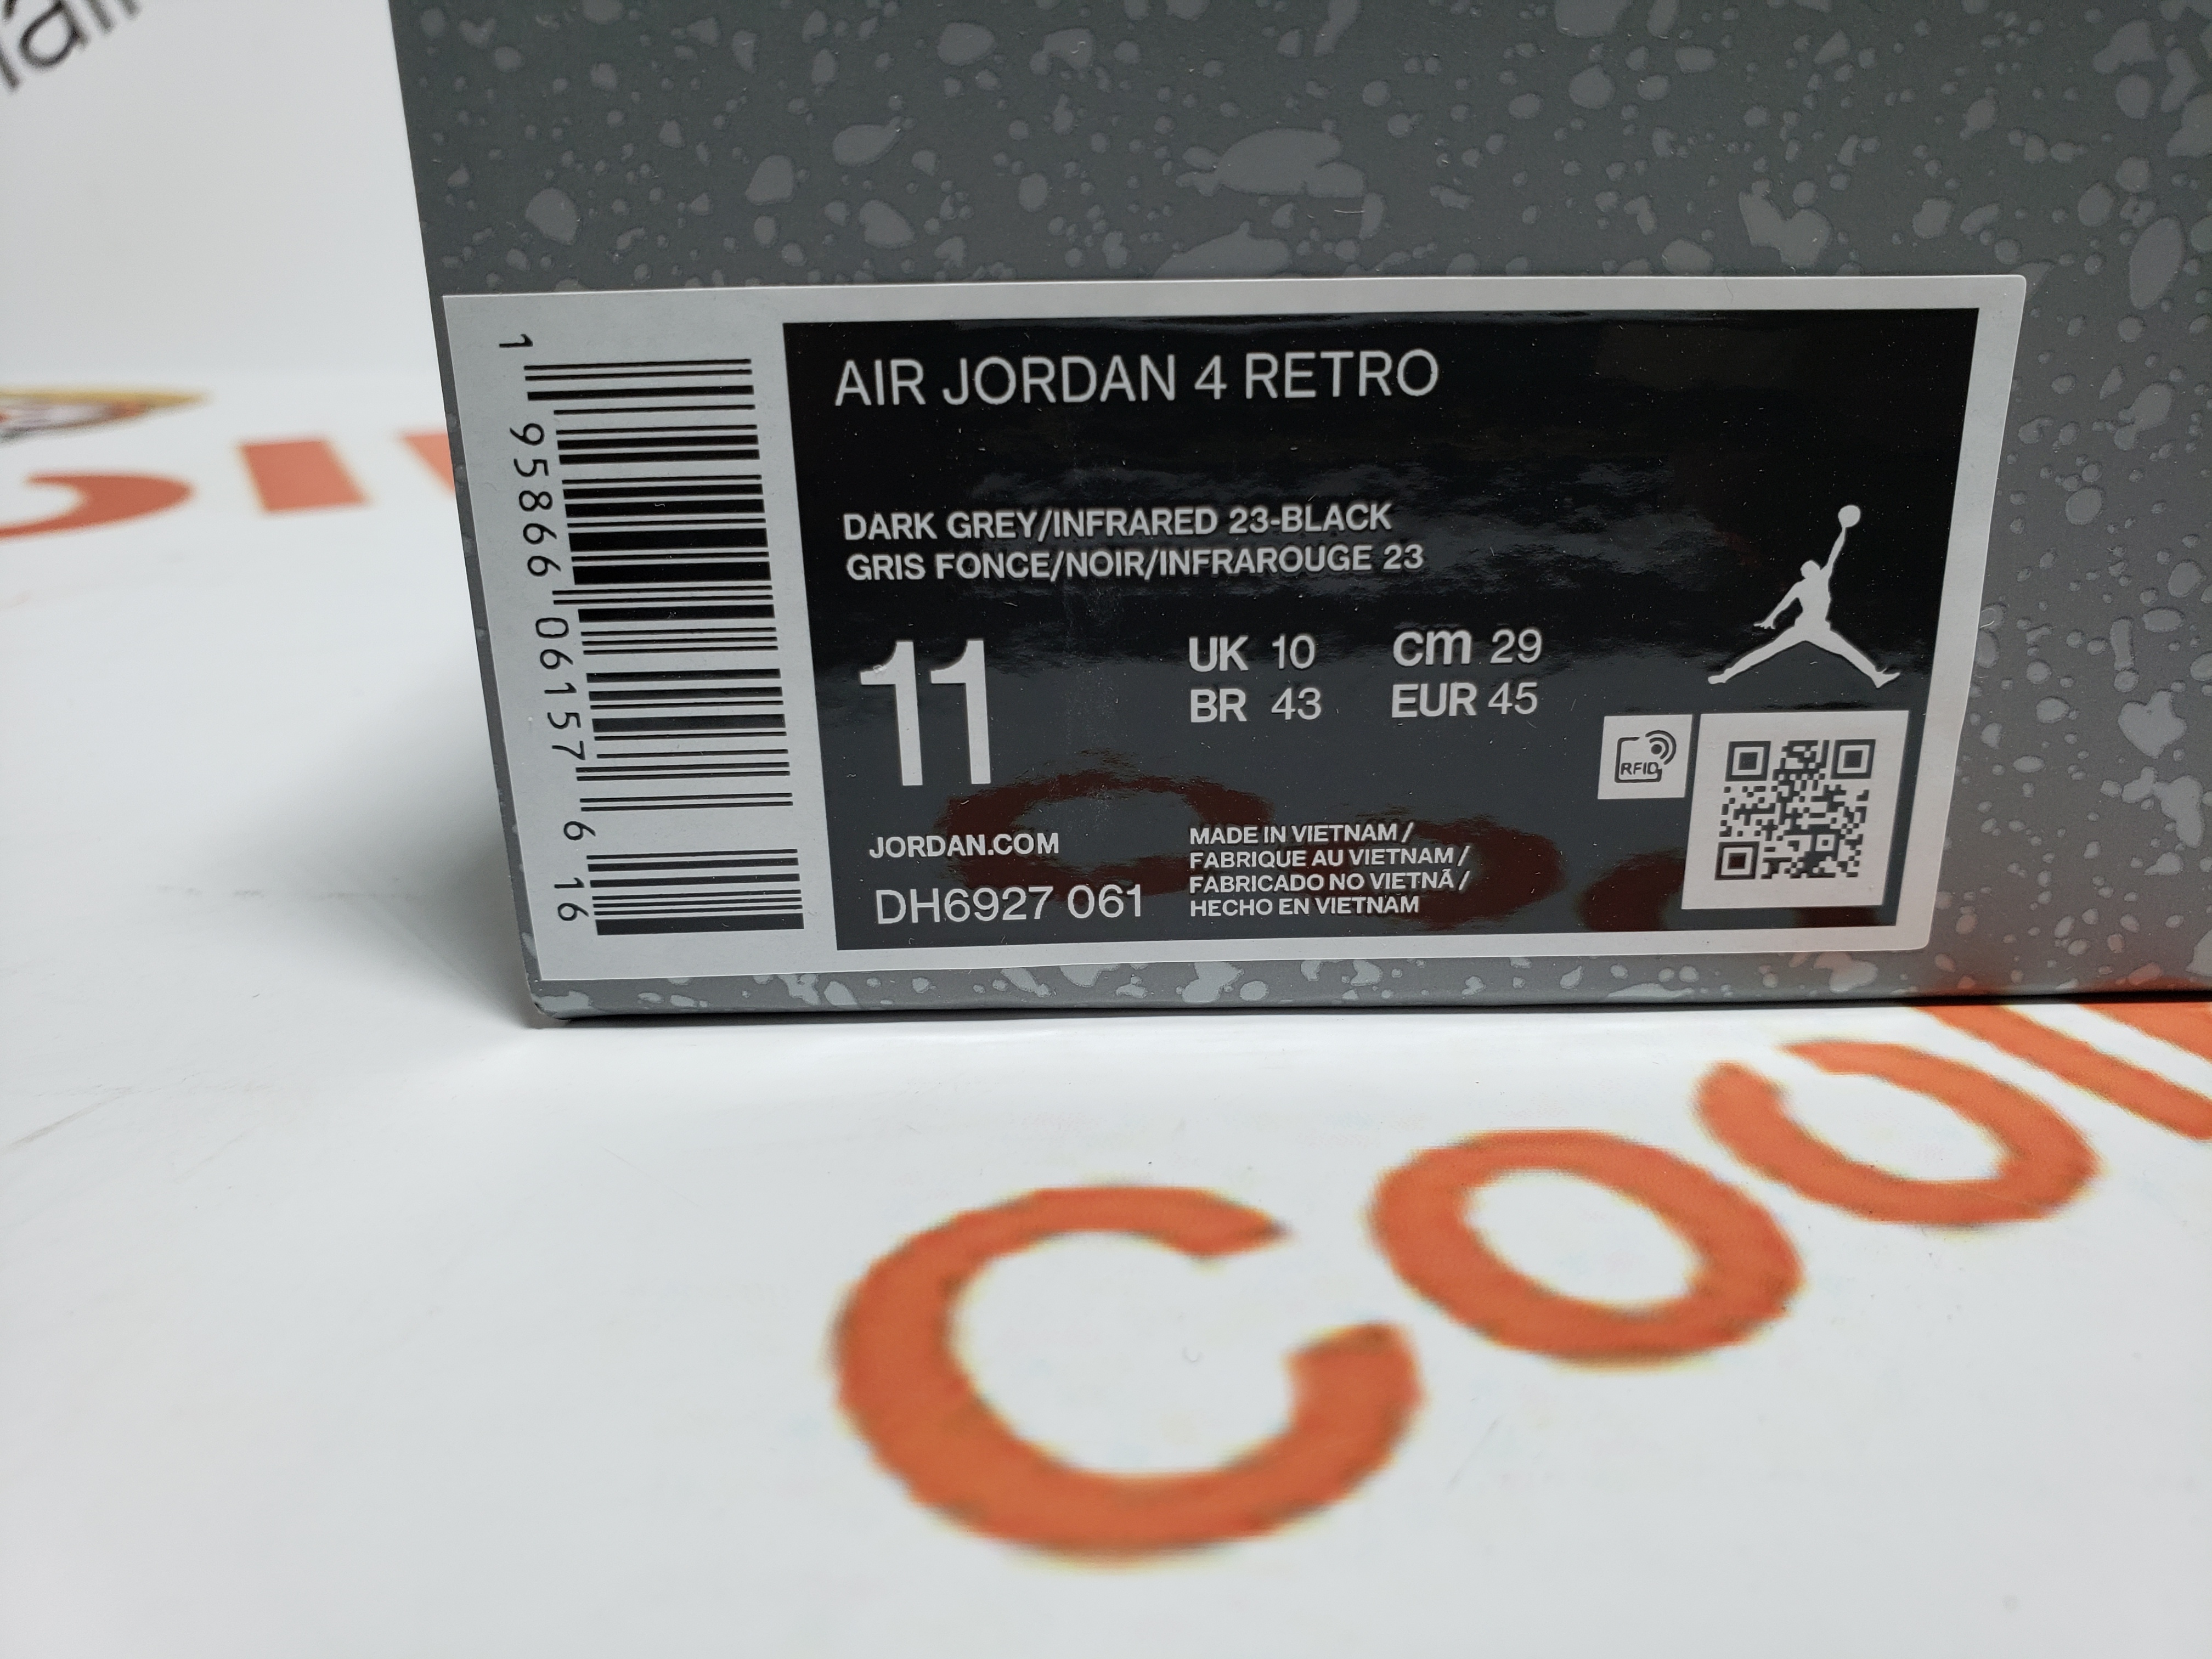 AIR JORDAN 4 RETRO
DARK GREY/INFRARED 23-BLACK
GRIS FONCE/NOIR/INFRAROUGE 23
11
UK 10 cm 29
BR 43 EUR 45
RFID
JORDAN.COM
DH6927 061
MADE IN VIETNAM /
FABRIQUE AU VIETNAM /
FABRICADO NO VIETNÃ /
HECHO EN VIETNAM
1 95866 06157 6 16